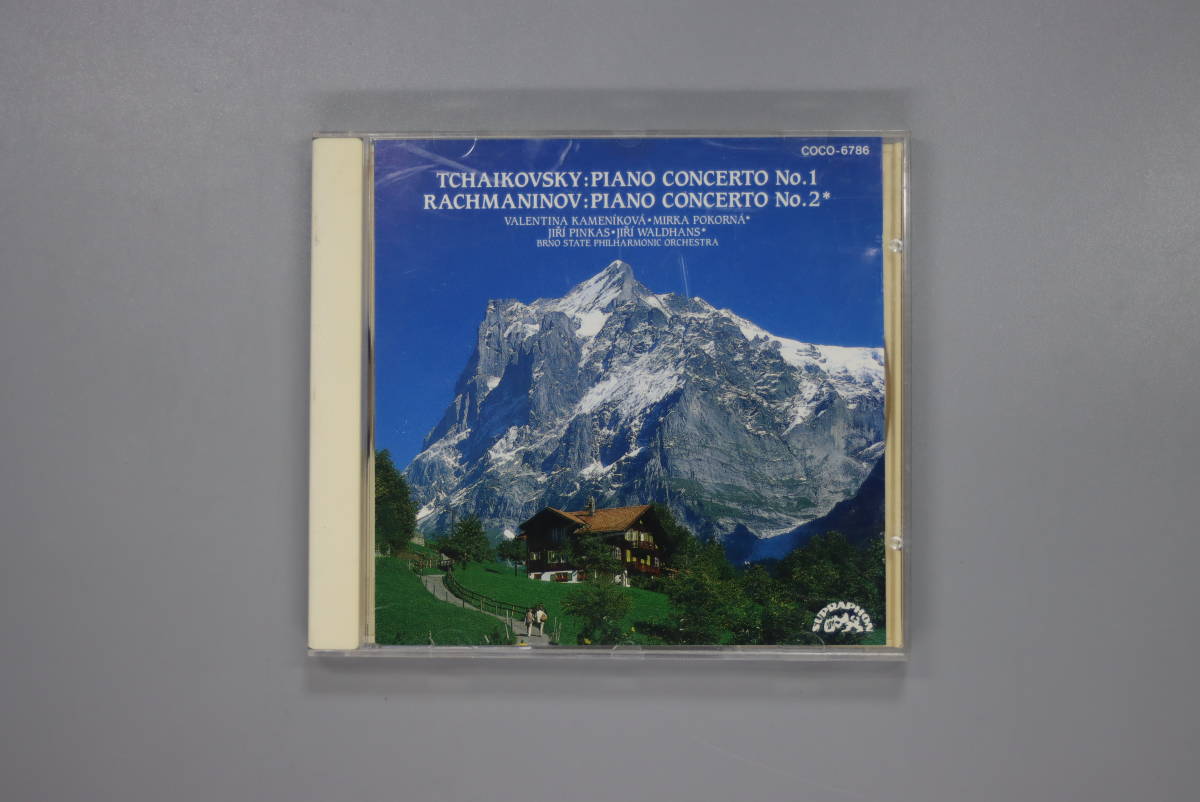 COCO-6786
TCHAIKOVSKY:PIANO CONCERTO No.1
RACHMANINOV:PIANO CONCERTO No.2*
VALENTINA KAMENÍKOVÁ•MIRKA POKORNÁ*
JIŘÍ PINKAS•JIŘÍ WALDHANS*
BRNO STATE PHILHARMONIC ORCHESTRA
SUPRAPHON